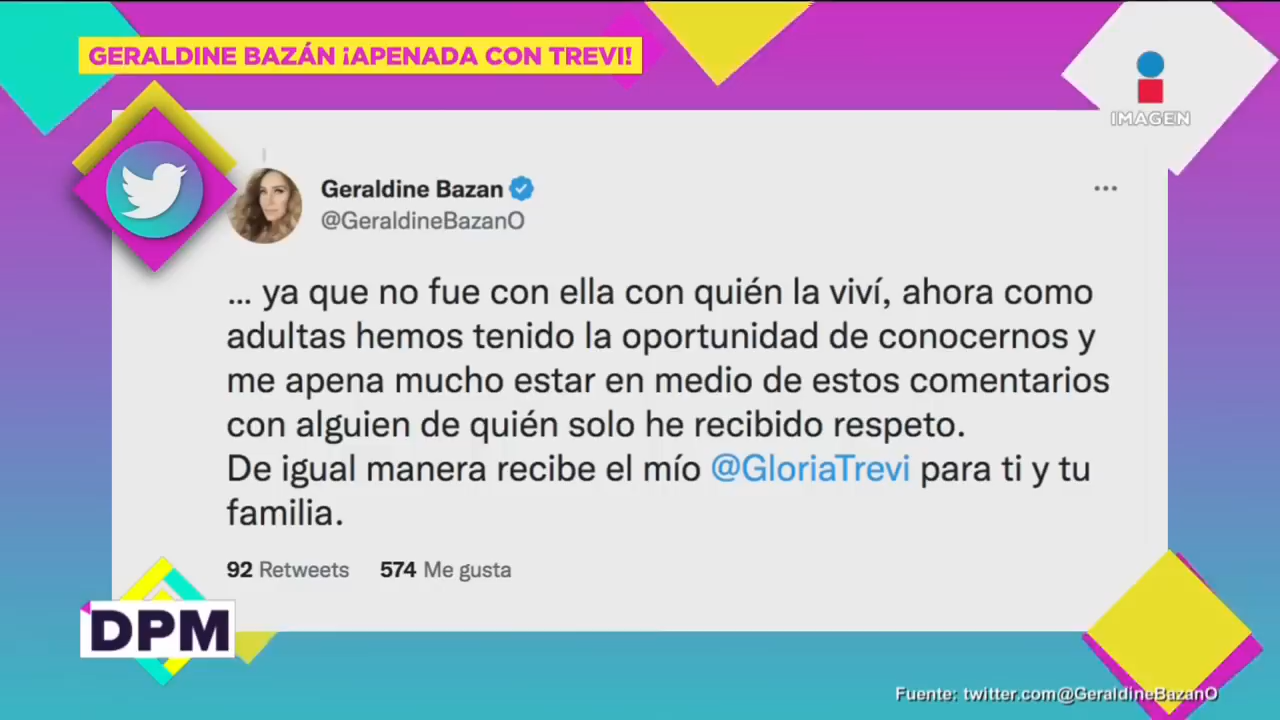 GERALDINE BAZÁN ¡APENADA CON TREVI!
IMAGEN
Geraldine Bazan
@GeraldineBazanO
... ya que no fue con ella con quién la viví, ahora como
adultas hemos tenido la oportunidad de conocernos y
me apena mucho estar en medio de estos comentarios
con alguien de quién solo he recibido respeto.
De igual manera recibe el mío @GloriaTrevi para ti y tu
familia.
92 Retweets 574 Me gusta
DPM
Fuente: twitter.com@GeraldineBazanO